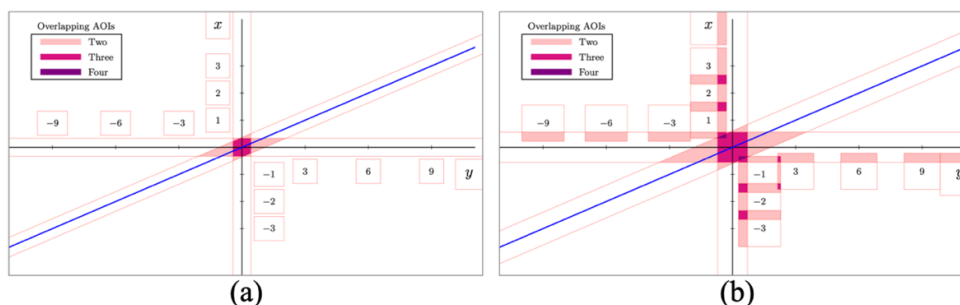 Overlapping AOIs
Two
Three
Four
x
3
2
1
−9
−6
−3
−1
−2
−3
3
6
9
y
(a)
Overlapping AOIs
Two
Three
Four
x
3
2
1
−9
−6
−3
−1
−2
−3
3
6
9
y
(b)